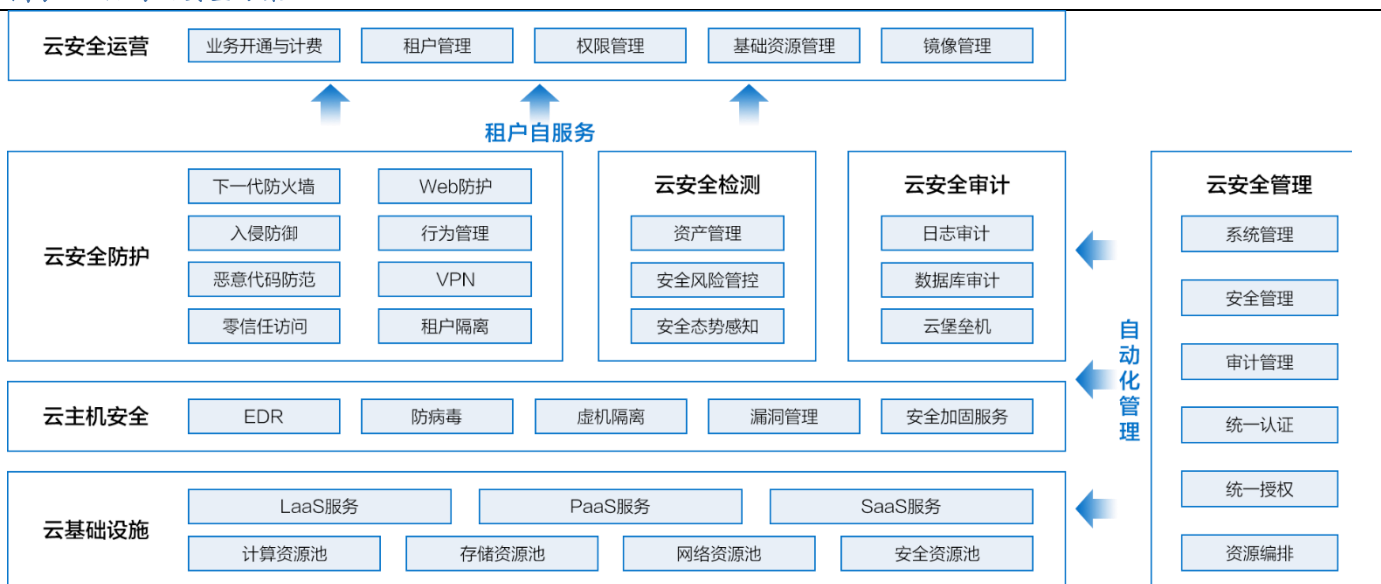 云安全运营
业务开通与计费 租户管理 权限管理 基础资源管理 镜像管理
租户自服务
云安全防护
下一代防火墙 Web防护
入侵防御 行为管理
恶意代码防范 VPN
零信任访问 租户隔离
云安全检测
资产管理
安全风险管控
安全态势感知
云安全审计
日志审计
数据库审计
云堡垒机
云主机安全
EDR 防病毒 虚机隔离 漏洞管理 安全加固服务
云基础设施
LaaS服务 PaaS服务 SaaS服务
计算资源池 存储资源池 网络资源池 安全资源池
自动化管理
云安全管理
系统管理
安全管理
审计管理
统一认证
统一授权
资源编排